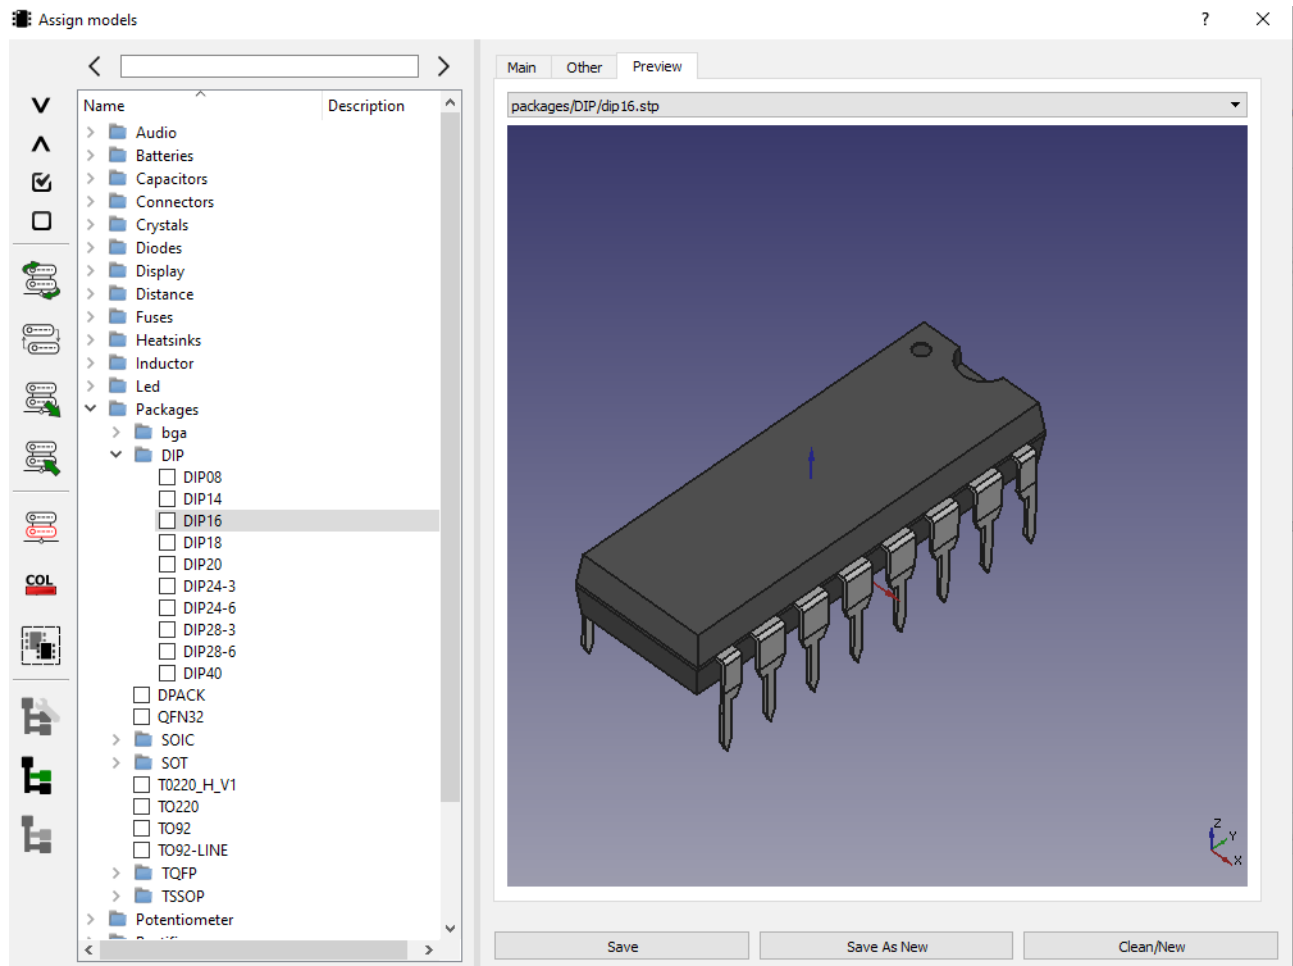 Assign models
?
Main Other Preview
Name Description
packages/DIP/dip16.stp
Audio
Batteries
Capacitors
Connectors
Crystals
Diodes
Display
Distance
Fuses
Heatsinks
Inductor
Led
Packages
bga
DIP
DIP08
DIP14
DIP16
DIP18
DIP20
DIP24-3
DIP24-6
DIP28-3
DIP28-6
DIP40
DPACK
QFN32
SOIC
SOT
T0220_H_V1
TO220
TO92
TO92-LINE
TQFP
TSSOP
Potentiometer
COL
Z
Y
X
Save Save As New Clean/New